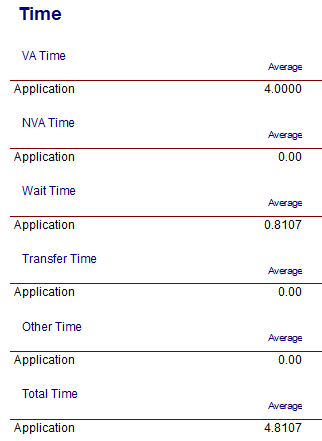 Time
VA Time
Average
Application 4.0000
NVA Time
Average
Application 0.00
Wait Time
Average
Application 0.8107
Transfer Time
Average
Application 0.00
Other Time
Average
Application 0.00
Total Time
Average
Application 4.8107